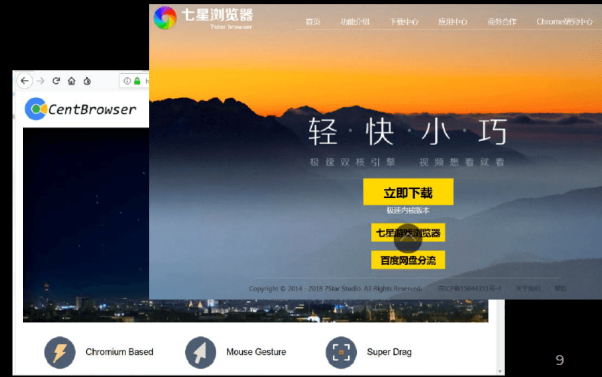 七星浏览器
7Star Browser
首页 功能介绍 下载中心 应用中心 商务合作
CentBrowser
轻·快·小·巧
极速双核引擎 视频想看就看
立即下载
极速内核版本
七星游戏浏览器
百度网盘分流
Copyright © 2014 - 2018 7Star Studio. All Rights Reserved.
Chromium Based
Mouse Gesture
Super Drag
9